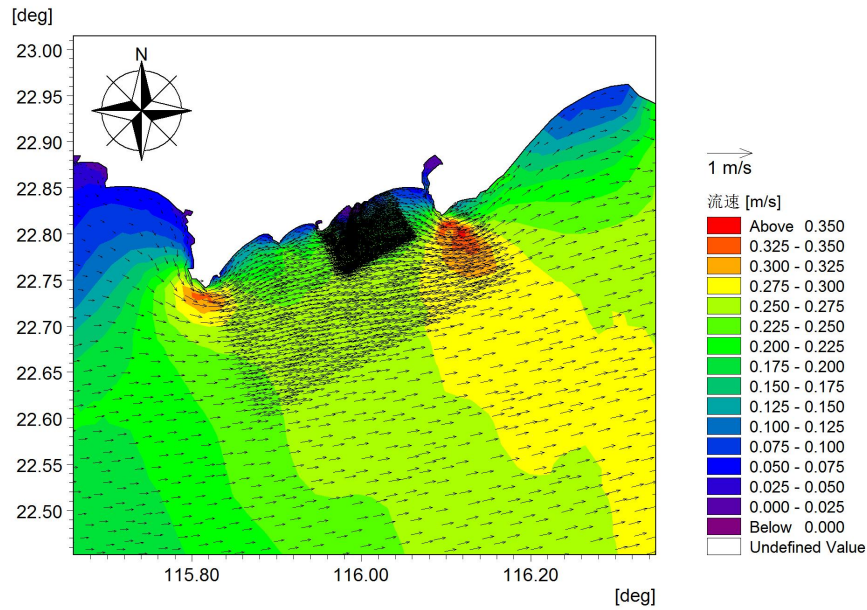 [deg]
23.00
22.95
22.90
22.85
22.80
22.75
22.70
22.65
22.60
22.55
22.50
N
115.80
116.00
116.20
[deg]
1 m/s
流速 [m/s]
Above 0.350
0.325 - 0.350
0.300 - 0.325
0.275 - 0.300
0.250 - 0.275
0.225 - 0.250
0.200 - 0.225
0.175 - 0.200
0.150 - 0.175
0.125 - 0.150
0.100 - 0.125
0.075 - 0.100
0.050 - 0.075
0.025 - 0.050
0.000 - 0.025
Below 0.000
Undefined Value